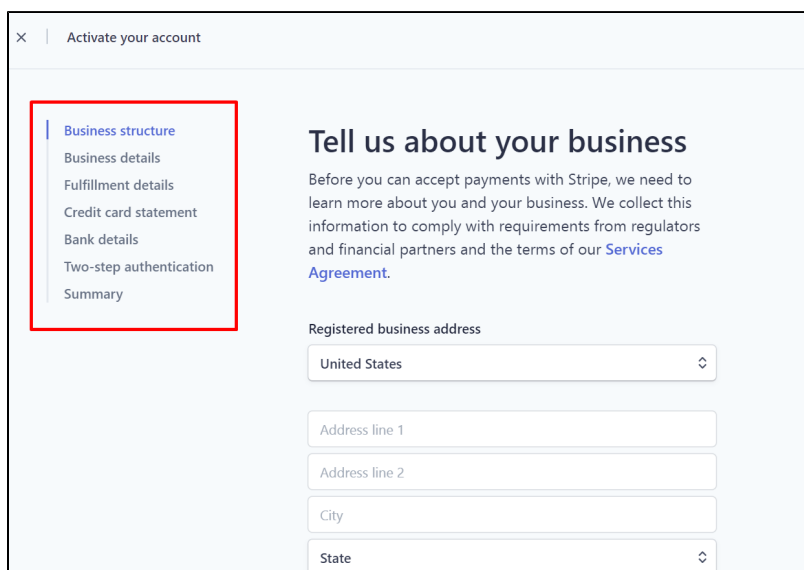 Activate your account
Business structure
Business details
Fulfillment details
Credit card statement
Bank details
Two-step authentication
Summary
Tell us about your business
Before you can accept payments with Stripe, we need to
learn more about you and your business. We collect this
information to comply with requirements from regulators
and financial partners and the terms of our Services
Agreement.
Registered business address
United States
Address line 1
Address line 2
City
State